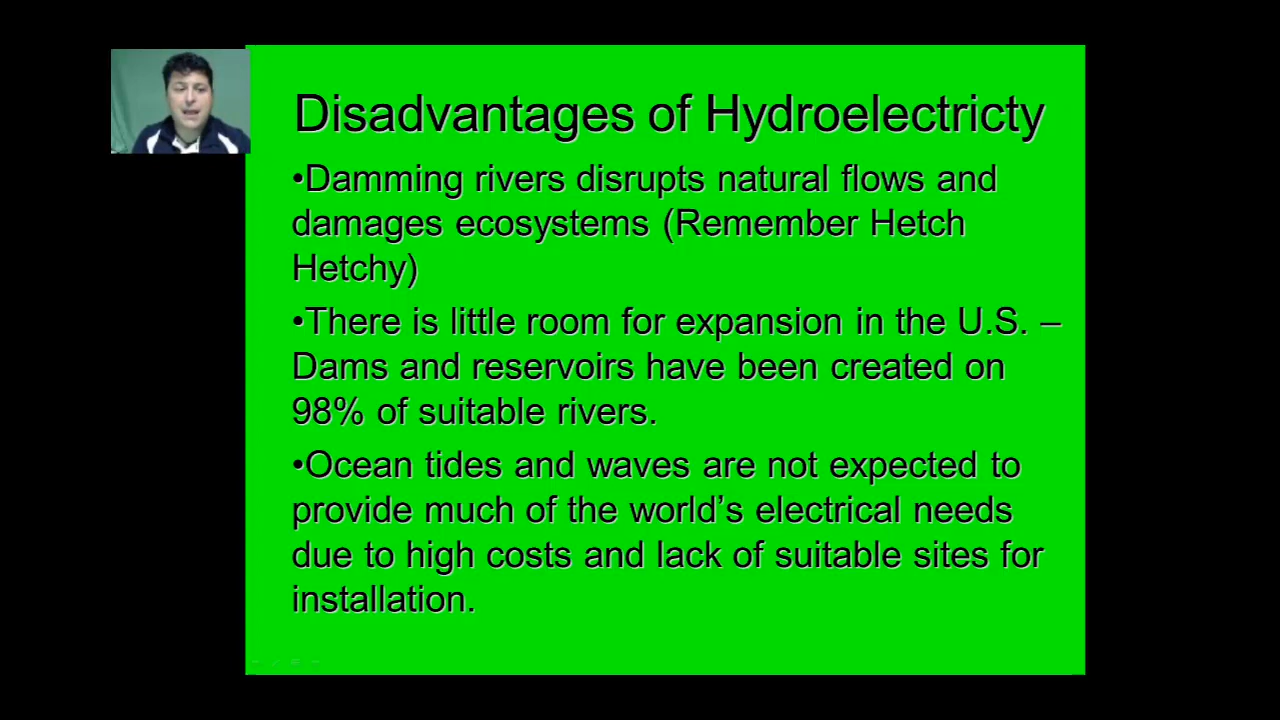 Disadvantages of Hydroelectricty
•Damming rivers disrupts natural flows and
damages ecosystems (Remember Hetch
Hetchy)
•There is little room for expansion in the U.S. –
Dams and reservoirs have been created on
98% of suitable rivers.
•Ocean tides and waves are not expected to
provide much of the world’s electrical needs
due to high costs and lack of suitable sites for
installation.